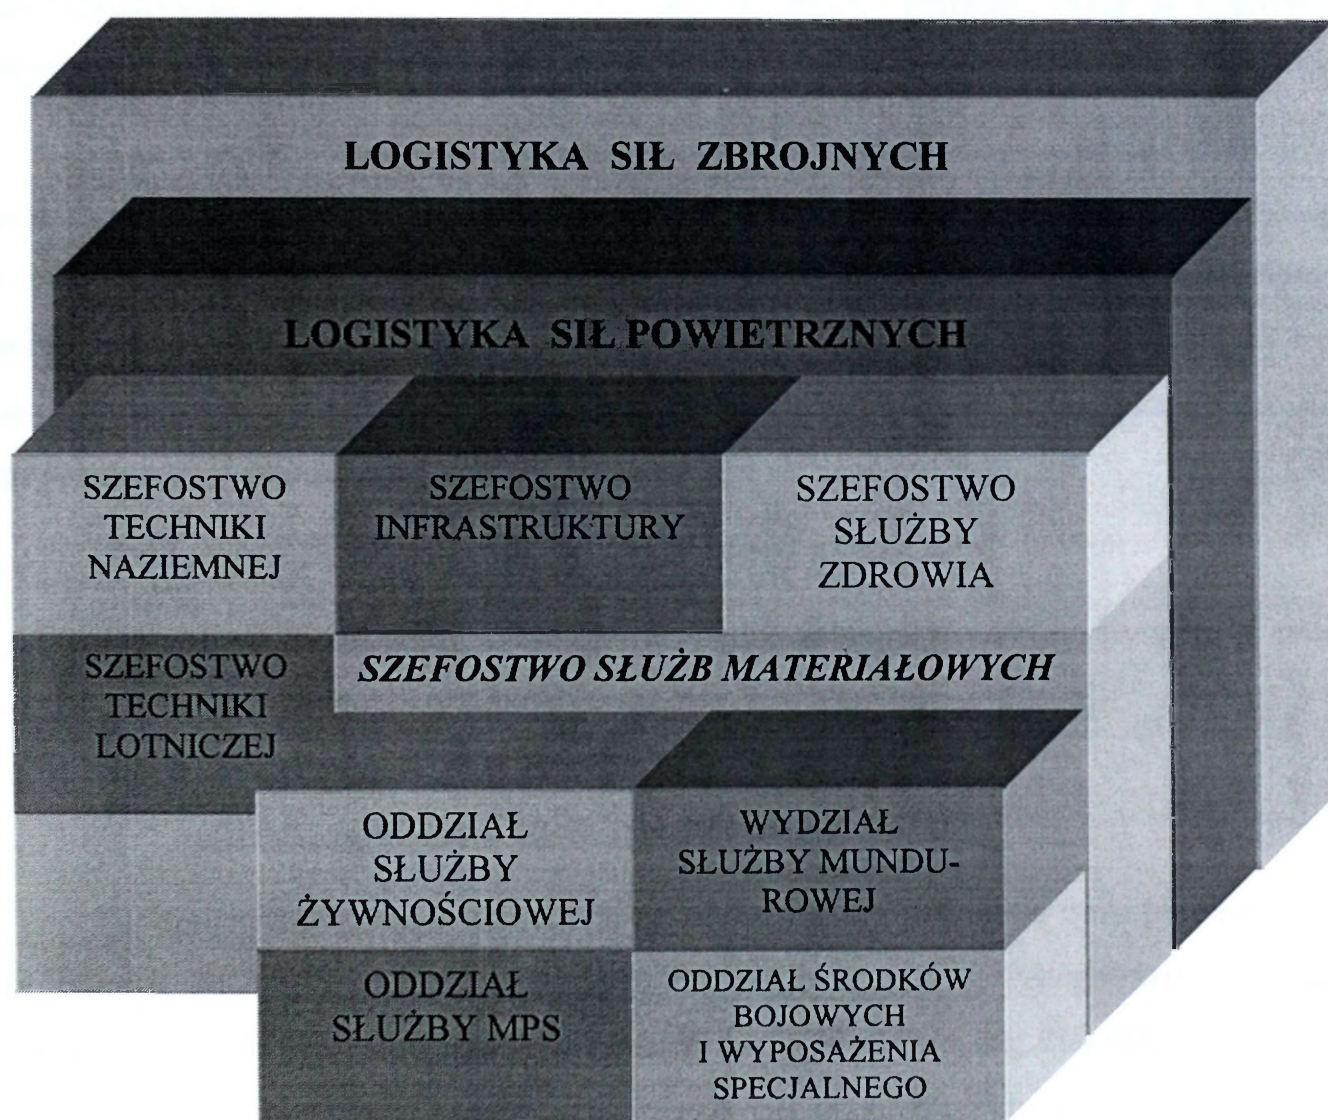 LOGISTYKA SIŁ ZBROJNYCH
LOGISTYKA SIŁ POWIETRZNYCH
SZEFOSTWO
TECHNIKI
NAZIEMNEJ
SZEFOSTWO
INFRASTRUKTURY
SZEFOSTWO
SŁUŻBY
ZDROWIA
SZEFOSTWO
TECHNIKI
LOTNICZEJ
SZEFOSTWO SŁUŻB MATERIAŁOWYCH
ODDZIAŁ
SŁUŻBY
ŻYWNOŚCIOWEJ
WYDZIAŁ
SŁUŻBY MUNDU-
ROWEJ
ODDZIAŁ
SŁUŻBY MPS
ODDZIAŁ ŚRODKÓW
BOJOWYCH
I WYPOSAŻENIA
SPECJALNEGO